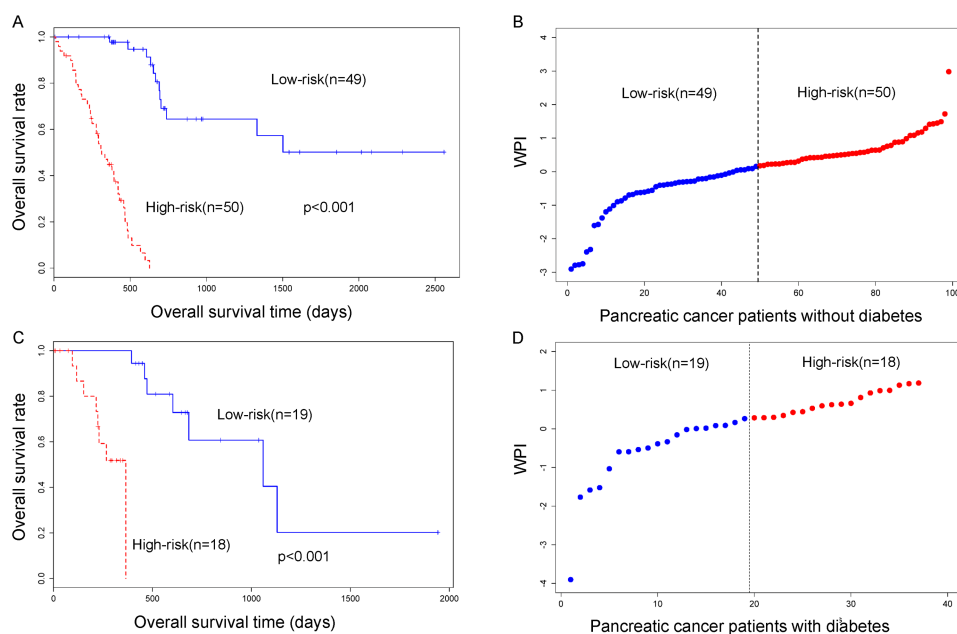 A
Overall survival rate
1.0
0.8
0.6
0.4
0.2
0.0
Low-risk(n=49)
High-risk(n=50)
p<0.001
0 500 1000 1500 2000 2500
Overall survival time (days)
B
WPI
4
3
2
1
0
-1
-2
-3
Low-risk(n=49)
High-risk(n=50)
0 20 40 60 80 100
Pancreatic cancer patients without diabetes
C
Overall survival rate
1.0
0.8
0.6
0.4
0.2
0.0
Low-risk(n=19)
High-risk(n=18)
p<0.001
0 500 1000 1500 2000
Overall survival time (days)
D
WPI
2
1
0
-1
-2
-3
-4
Low-risk(n=19)
High-risk(n=18)
0 10 20 30 40
Pancreatic cancer patients with diabetes